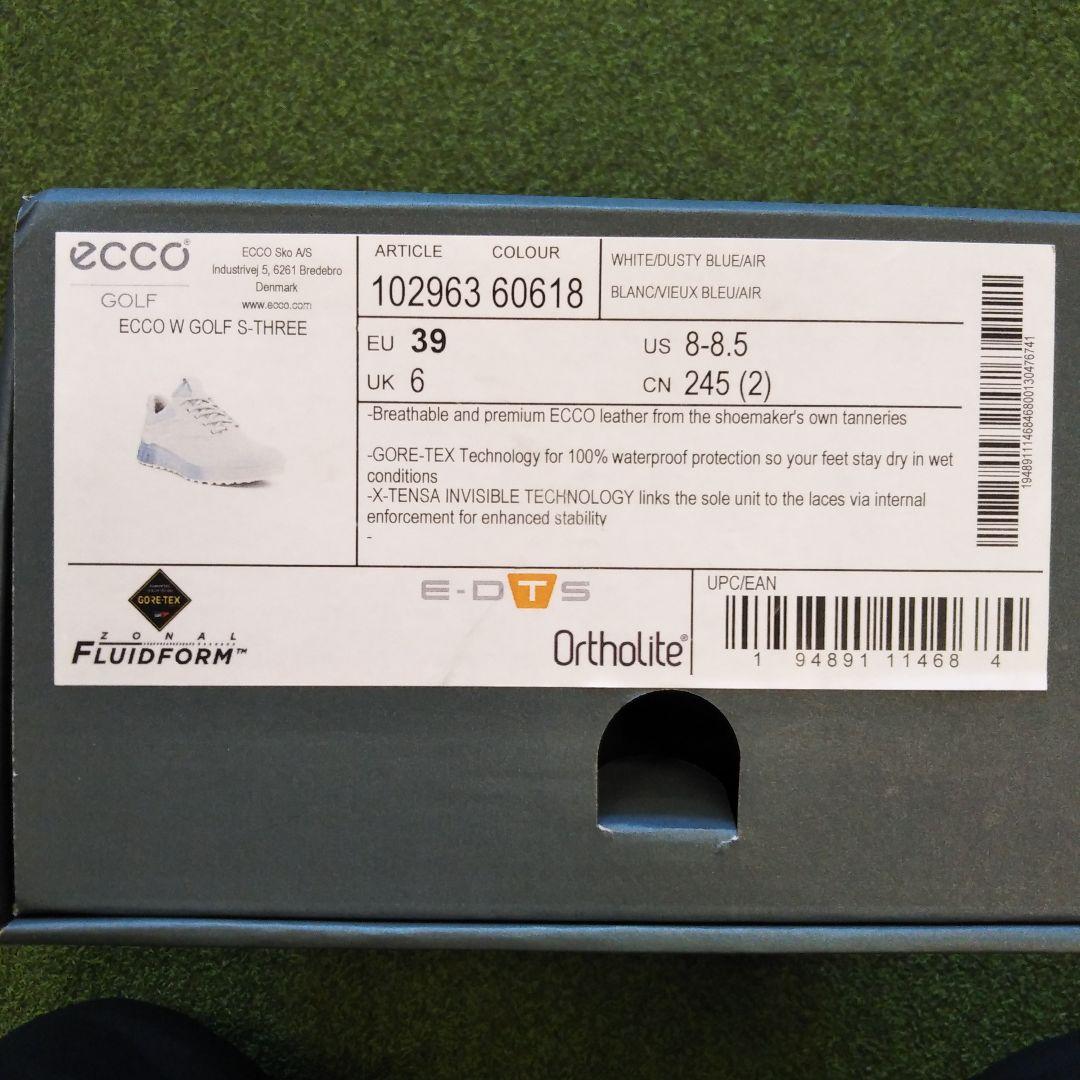 ecco®
GOLF
ECCO Sko A/S
Industrivej 5, 6261 Bredebro
Denmark
www.ecco.com
ECCO W GOLF S-THREE
ARTICLE COLOUR
102963 60618
WHITE/DUSTY BLUE/AIR
BLANC/VIEUX BLEU/AIR
EU 39
US 8-8.5
UK 6
CN 245 (2)
-Breathable and premium ECCO leather from the shoemaker's own tanneries
-GORE-TEX Technology for 100% waterproof protection so your feet stay dry in wet
conditions
-X-TENSA INVISIBLE TECHNOLOGY links the sole unit to the laces via internal
enforcement for enhanced stability
-
19489111468468000130476741
GORE-TEX
ZONAL
FLUIDFORM™
E-DTS
Ortholite®
UPC/EAN
1 94891 11468 4